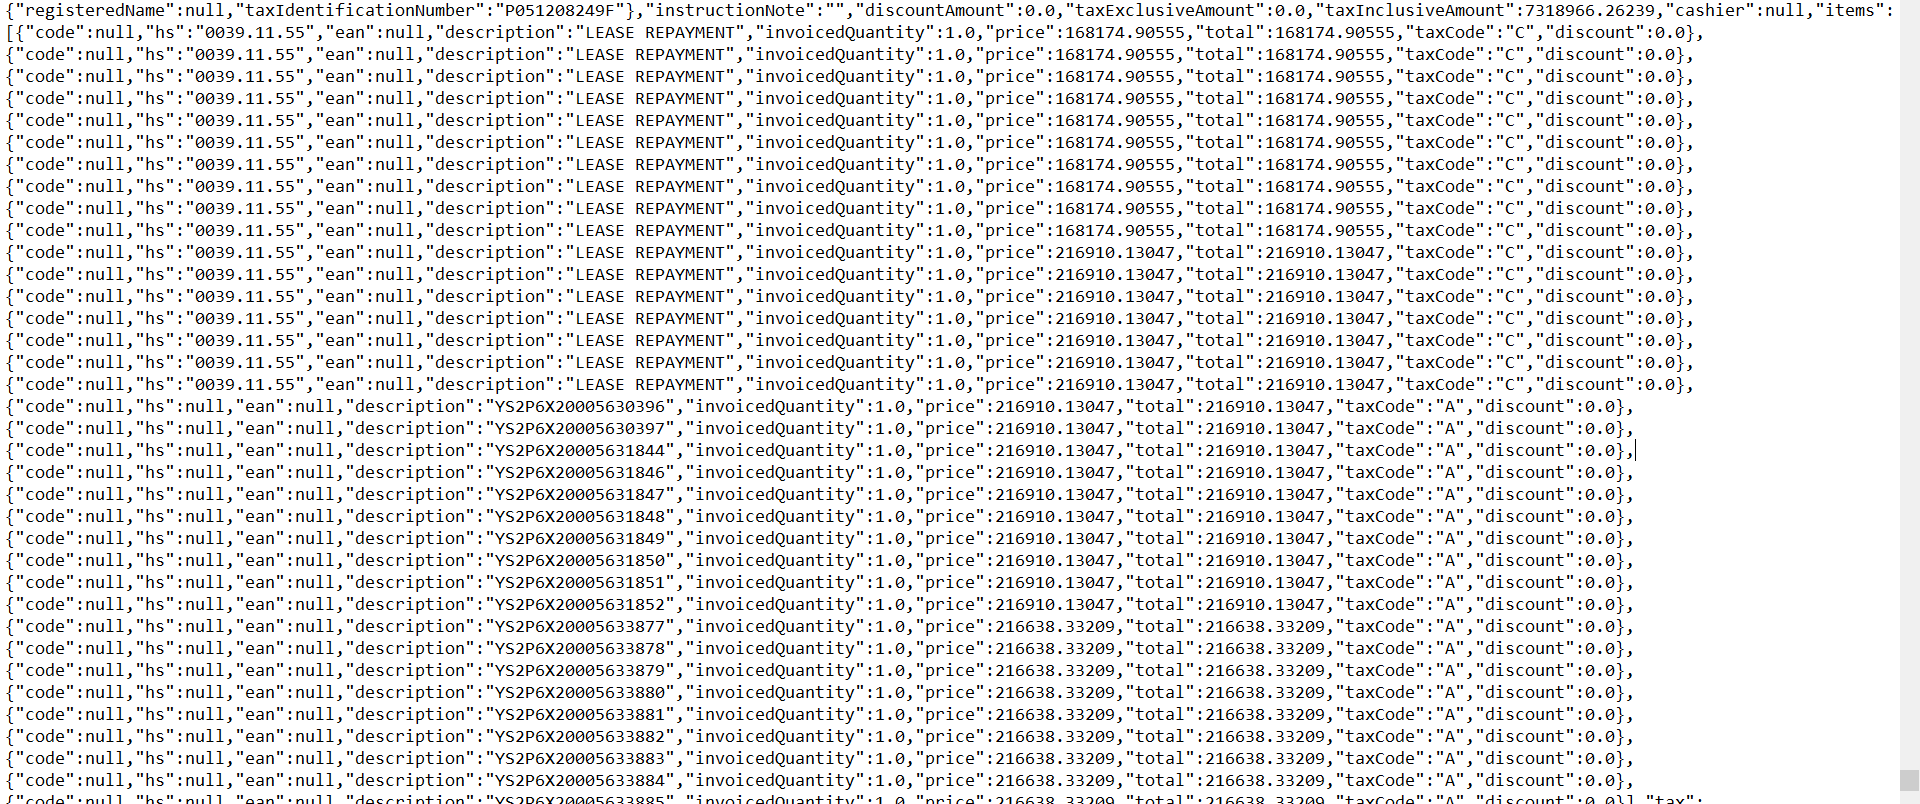 {"registeredName":null,"taxIdentificationNumber":"P051208249F"},"instructionNote":"","discountAmount":0.0,"taxExclusiveAmount":0.0,"taxInclusiveAmount":7318966.26239,"cashier":null,"items":
[{"code":null,"hs":"0039.11.55","ean":null,"description":"LEASE REPAYMENT","invoicedQuantity":1.0,"price":168174.90555,"total":168174.90555,"taxCode":"C","discount":0.0},
{"code":null,"hs":"0039.11.55","ean":null,"description":"LEASE REPAYMENT","invoicedQuantity":1.0,"price":168174.90555,"total":168174.90555,"taxCode":"C","discount":0.0},
{"code":null,"hs":"0039.11.55","ean":null,"description":"LEASE REPAYMENT","invoicedQuantity":1.0,"price":168174.90555,"total":168174.90555,"taxCode":"C","discount":0.0},
{"code":null,"hs":"0039.11.55","ean":null,"description":"LEASE REPAYMENT","invoicedQuantity":1.0,"price":168174.90555,"total":168174.90555,"taxCode":"C","discount":0.0},
{"code":null,"hs":"0039.11.55","ean":null,"description":"LEASE REPAYMENT","invoicedQuantity":1.0,"price":168174.90555,"total":168174.90555,"taxCode":"C","discount":0.0},
{"code":null,"hs":"0039.11.55","ean":null,"description":"LEASE REPAYMENT","invoicedQuantity":1.0,"price":168174.90555,"total":168174.90555,"taxCode":"C","discount":0.0},
{"code":null,"hs":"0039.11.55","ean":null,"description":"LEASE REPAYMENT","invoicedQuantity":1.0,"price":168174.90555,"total":168174.90555,"taxCode":"C","discount":0.0},
{"code":null,"hs":"0039.11.55","ean":null,"description":"LEASE REPAYMENT","invoicedQuantity":1.0,"price":168174.90555,"total":168174.90555,"taxCode":"C","discount":0.0},
{"code":null,"hs":"0039.11.55","ean":null,"description":"LEASE REPAYMENT","invoicedQuantity":1.0,"price":168174.90555,"total":168174.90555,"taxCode":"C","discount":0.0},
{"code":null,"hs":"0039.11.55","ean":null,"description":"LEASE REPAYMENT","invoicedQuantity":1.0,"price":168174.90555,"total":168174.90555,"taxCode":"C","discount":0.0},
{"code":null,"hs":"0039.11.55","ean":null,"description":"LEASE REPAYMENT","invoicedQuantity":1.0,"price":216910.13047,"total":216910.13047,"taxCode":"C","discount":0.0},
{"code":null,"hs":"0039.11.55","ean":null,"description":"LEASE REPAYMENT","invoicedQuantity":1.0,"price":216910.13047,"total":216910.13047,"taxCode":"C","discount":0.0},
{"code":null,"hs":"0039.11.55","ean":null,"description":"LEASE REPAYMENT","invoicedQuantity":1.0,"price":216910.13047,"total":216910.13047,"taxCode":"C","discount":0.0},
{"code":null,"hs":"0039.11.55","ean":null,"description":"LEASE REPAYMENT","invoicedQuantity":1.0,"price":216910.13047,"total":216910.13047,"taxCode":"C","discount":0.0},
{"code":null,"hs":"0039.11.55","ean":null,"description":"LEASE REPAYMENT","invoicedQuantity":1.0,"price":216910.13047,"total":216910.13047,"taxCode":"C","discount":0.0},
{"code":null,"hs":"0039.11.55","ean":null,"description":"LEASE REPAYMENT","invoicedQuantity":1.0,"price":216910.13047,"total":216910.13047,"taxCode":"C","discount":0.0},
{"code":null,"hs":"0039.11.55","ean":null,"description":"LEASE REPAYMENT","invoicedQuantity":1.0,"price":216910.13047,"total":216910.13047,"taxCode":"C","discount":0.0},
{"code":null,"hs":null,"ean":null,"description":"YS2P6X20005630396","invoicedQuantity":1.0,"price":216910.13047,"total":216910.13047,"taxCode":"A","discount":0.0},
{"code":null,"hs":null,"ean":null,"description":"YS2P6X20005630397","invoicedQuantity":1.0,"price":216910.13047,"total":216910.13047,"taxCode":"A","discount":0.0},
{"code":null,"hs":null,"ean":null,"description":"YS2P6X20005631844","invoicedQuantity":1.0,"price":216910.13047,"total":216910.13047,"taxCode":"A","discount":0.0},
{"code":null,"hs":null,"ean":null,"description":"YS2P6X20005631846","invoicedQuantity":1.0,"price":216910.13047,"total":216910.13047,"taxCode":"A","discount":0.0},
{"code":null,"hs":null,"ean":null,"description":"YS2P6X20005631847","invoicedQuantity":1.0,"price":216910.13047,"total":216910.13047,"taxCode":"A","discount":0.0},
{"code":null,"hs":null,"ean":null,"description":"YS2P6X20005631848","invoicedQuantity":1.0,"price":216910.13047,"total":216910.13047,"taxCode":"A","discount":0.0},
{"code":null,"hs":null,"ean":null,"description":"YS2P6X20005631849","invoicedQuantity":1.0,"price":216910.13047,"total":216910.13047,"taxCode":"A","discount":0.0},
{"code":null,"hs":null,"ean":null,"description":"YS2P6X20005631850","invoicedQuantity":1.0,"price":216910.13047,"total":216910.13047,"taxCode":"A","discount":0.0},
{"code":null,"hs":null,"ean":null,"description":"YS2P6X20005631851","invoicedQuantity":1.0,"price":216910.13047,"total":216910.13047,"taxCode":"A","discount":0.0},
{"code":null,"hs":null,"ean":null,"description":"YS2P6X20005631852","invoicedQuantity":1.0,"price":216910.13047,"total":216910.13047,"taxCode":"A","discount":0.0},
{"code":null,"hs":null,"ean":null,"description":"YS2P6X20005633877","invoicedQuantity":1.0,"price":216638.33209,"total":216638.33209,"taxCode":"A","discount":0.0},
{"code":null,"hs":null,"ean":null,"description":"YS2P6X20005633878","invoicedQuantity":1.0,"price":216638.33209,"total":216638.33209,"taxCode":"A","discount":0.0},
{"code":null,"hs":null,"ean":null,"description":"YS2P6X20005633879","invoicedQuantity":1.0,"price":216638.33209,"total":216638.33209,"taxCode":"A","discount":0.0},
{"code":null,"hs":null,"ean":null,"description":"YS2P6X20005633880","invoicedQuantity":1.0,"price":216638.33209,"total":216638.33209,"taxCode":"A","discount":0.0},
{"code":null,"hs":null,"ean":null,"description":"YS2P6X20005633881","invoicedQuantity":1.0,"price":216638.33209,"total":216638.33209,"taxCode":"A","discount":0.0},
{"code":null,"hs":null,"ean":null,"description":"YS2P6X20005633882","invoicedQuantity":1.0,"price":216638.33209,"total":216638.33209,"taxCode":"A","discount":0.0},
{"code":null,"hs":null,"ean":null,"description":"YS2P6X20005633883","invoicedQuantity":1.0,"price":216638.33209,"total":216638.33209,"taxCode":"A","discount":0.0},
{"code":null,"hs":null,"ean":null,"description":"YS2P6X20005633884","invoicedQuantity":1.0,"price":216638.33209,"total":216638.33209,"taxCode":"A","discount":0.0},
{"code":null,"hs":null,"ean":null,"description":"YS2P6X20005633885","invoicedQuantity":1.0,"price":216638.33209,"total":216638.33209,"taxCode":"A","discount":0.0}],"tax":